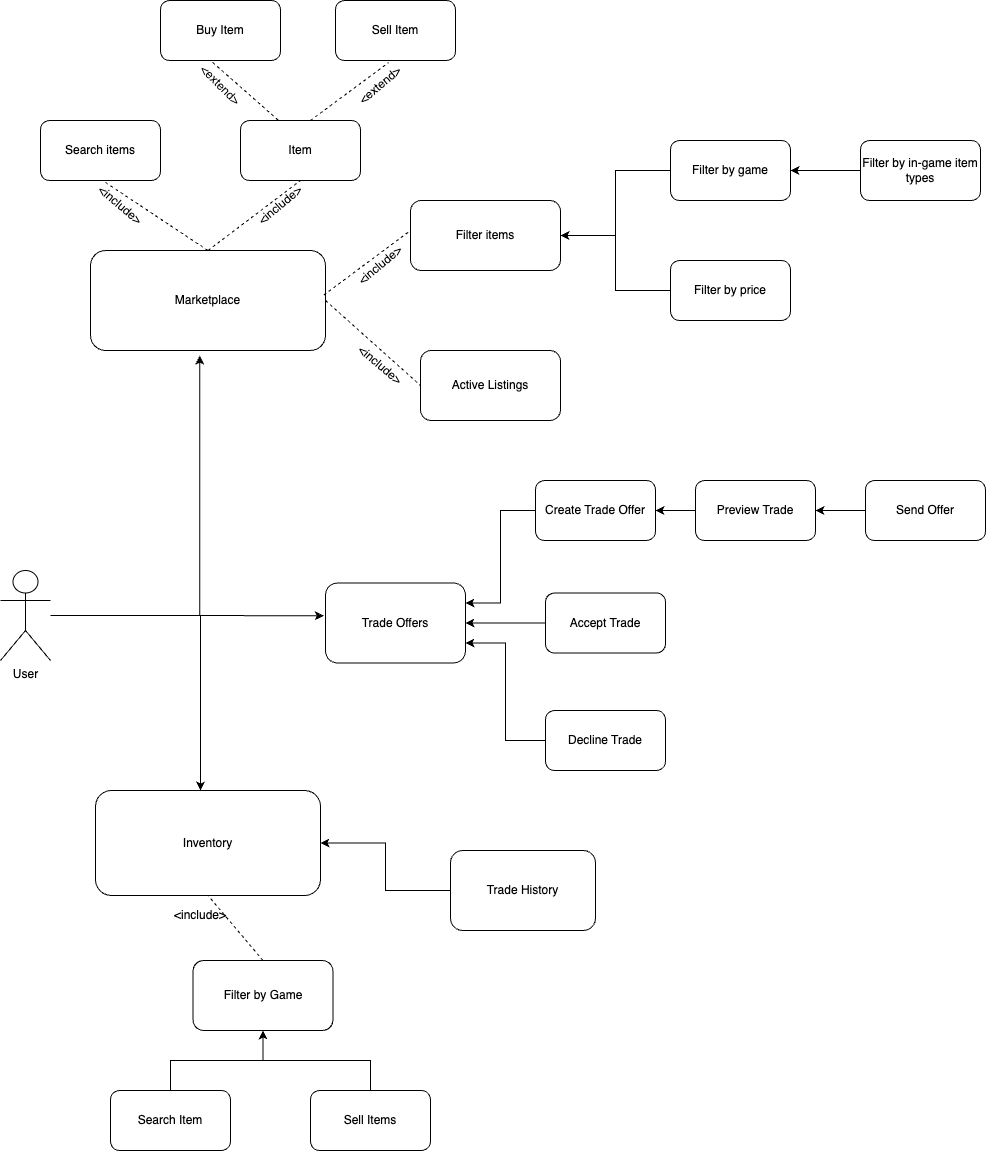 Buy Item
Sell Item
<extend>
<extend>
Search items
Item
Filter by game
Filter by in-game item
types
<include>
<include>
Filter items
<include>
Marketplace
Filter by price
<include>
Active Listings
Create Trade Offer
Preview Trade
Send Offer
Trade Offers
Accept Trade
User
Decline Trade
Inventory
Trade History
<include>
Filter by Game
Search Item
Sell Items